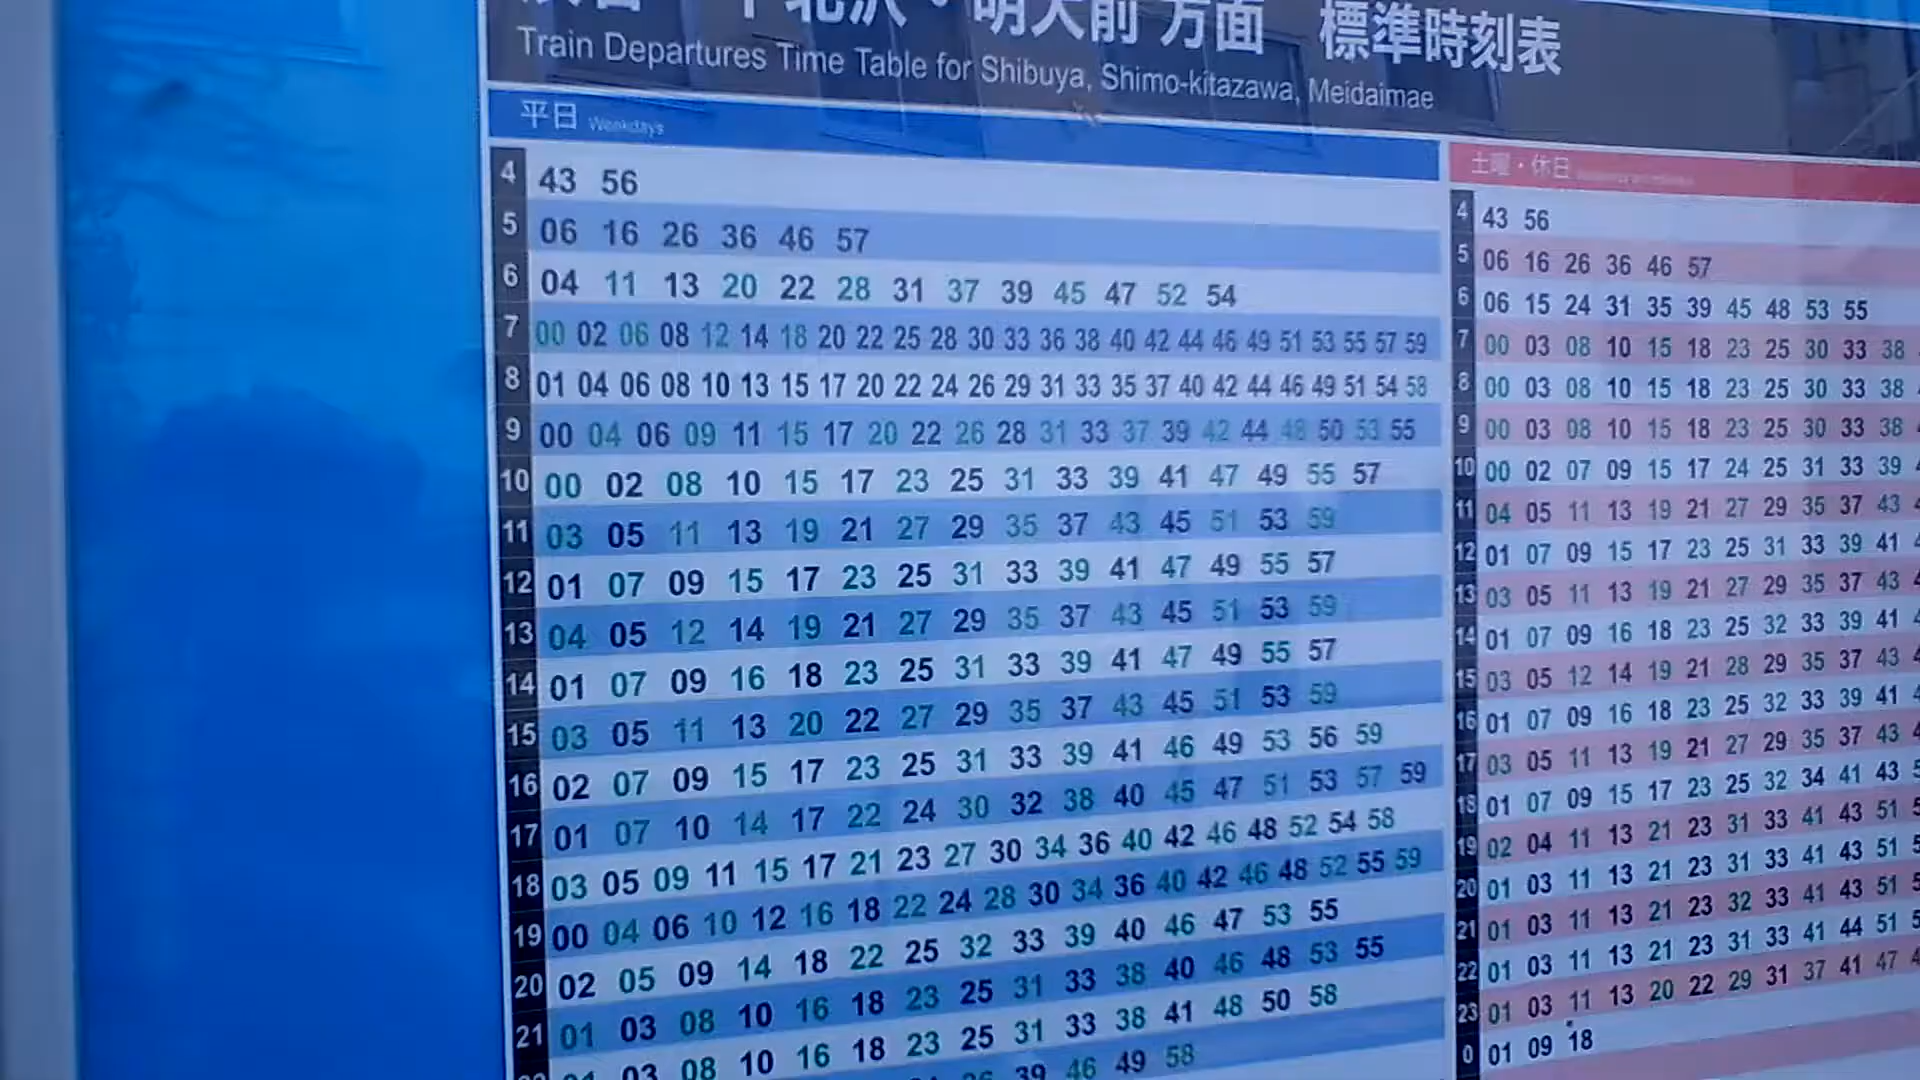 下北沢・明大前 方面 標準時刻表
Train Departures Time Table for Shibuya, Shimo-kitazawa, Meidaimae
平日 Weekdays
4 43 56
5 06 16 26 36 46 57
6 04 11 13 20 22 28 31 37 39 45 47 52 54
7 00 02 06 08 12 14 18 20 22 25 28 30 33 36 38 40 42 44 46 49 51 53 55 57 59
8 01 04 06 08 10 13 15 17 20 22 24 26 29 31 33 35 37 40 42 44 46 49 51 54 58
9 00 04 06 09 11 15 17 20 22 26 28 31 33 37 39 42 44 48 50 53 55
10 00 02 08 10 15 17 23 25 31 33 39 41 47 49 55 57
11 03 05 11 13 19 21 27 29 35 37 43 45 51 53 59
12 01 07 09 15 17 23 25 31 33 39 41 47 49 55 57
13 04 05 12 14 19 21 27 29 35 37 43 45 51 53 59
14 01 07 09 16 18 23 25 31 33 39 41 47 49 55 57
15 03 05 11 13 20 22 27 29 35 37 43 45 51 53 59
16 02 07 09 15 17 23 25 31 33 39 41 46 49 53 56 59
17 01 07 10 14 17 22 24 30 32 38 40 45 47 51 53 57 59
18 03 05 09 11 15 17 21 23 27 30 34 36 40 42 46 48 52 54 58
19 00 04 06 10 12 16 18 22 24 28 30 34 36 40 42 46 48 52 55 59
20 02 05 09 14 18 22 25 32 33 39 40 46 47 53 55
21 01 03 08 10 16 18 23 25 31 33 38 40 46 48 53 55
03 08 10 16 18 23 25 31 33 38 41 48 50 58
39 46 49 58
土曜・休日
4 43 56
5 06 16 26 36 46 57
6 06 15 24 31 35 39 45 48 53 55
7 00 03 08 10 15 18 23 25 30 33 38
8 00 03 08 10 15 18 23 25 30 33 38
9 00 03 08 10 15 18 23 25 30 33 38
10 00 02 07 09 15 17 24 25 31 33 39
11 04 05 11 13 19 21 27 29 35 37 43
12 01 07 09 15 17 23 25 31 33 39 41
13 03 05 11 13 19 21 27 29 35 37 43
14 01 07 09 16 18 23 25 32 33 39 41
15 03 05 12 14 19 21 28 29 35 37 43
16 01 07 09 16 18 23 25 32 33 39 41
17 03 05 11 13 19 21 27 29 35 37 43
18 01 07 09 15 17 23 25 32 34 41 43
19 02 04 11 13 21 23 31 33 41 43 51
20 01 03 11 13 21 23 31 33 41 43 51
21 01 03 11 13 21 23 32 33 41 43 51
22 01 03 11 13 21 23 31 33 41 44 51
23 01 03 11 13 20 22 29 31 37 41 47
0 01 09 18